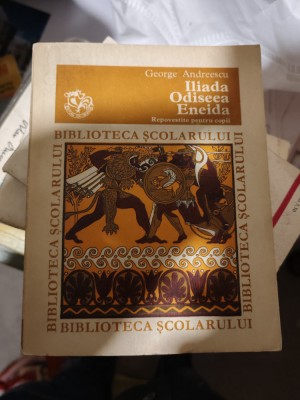 George Andreescu
Iliada
Odiseea
Eneida
Repovestite pentru copii
BIBLIOTECA ȘCOLARULUI
BIBLIOTECA ȘCOLARULUI
BIBLIOTECA ȘCOLARULUI
BIBLIOTECA ȘCOLARULUI